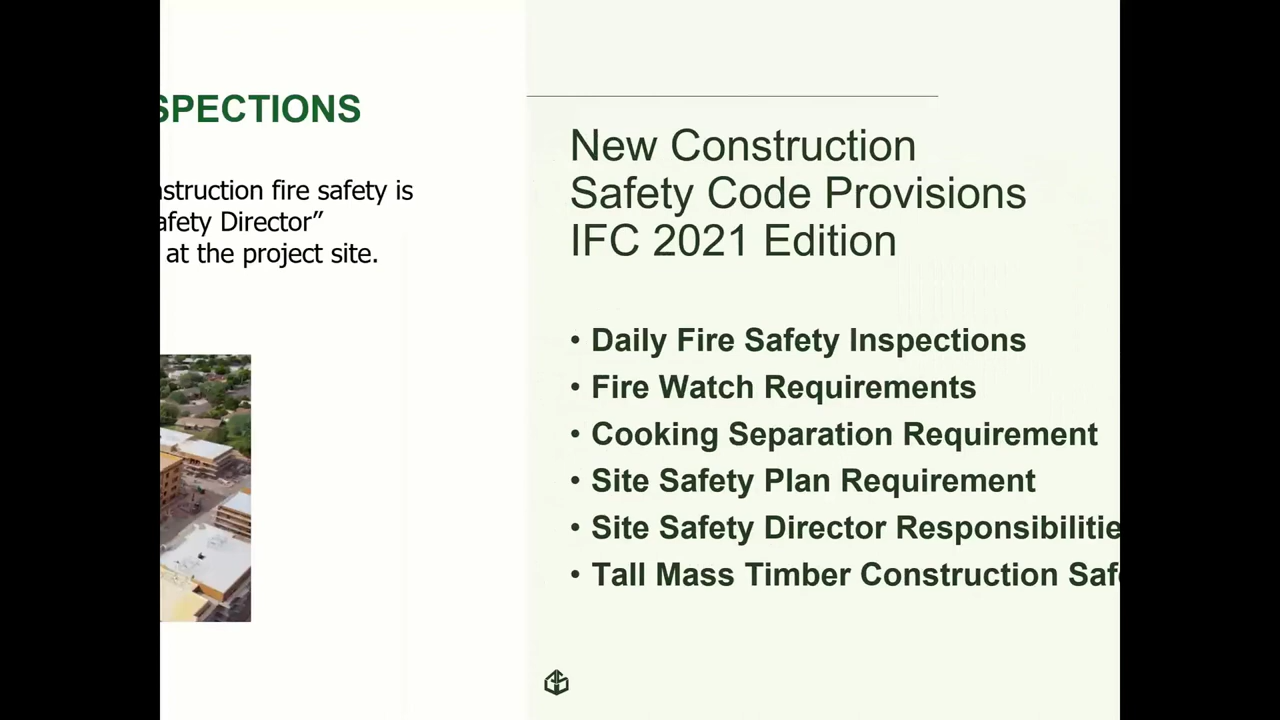 SPECTIONS
nstruction fire safety is
afety Director”
at the project site.
New Construction
Safety Code Provisions
IFC 2021 Edition
• Daily Fire Safety Inspections
• Fire Watch Requirements
• Cooking Separation Requirement
• Site Safety Plan Requirement
• Site Safety Director Responsibilitie
• Tall Mass Timber Construction Safe